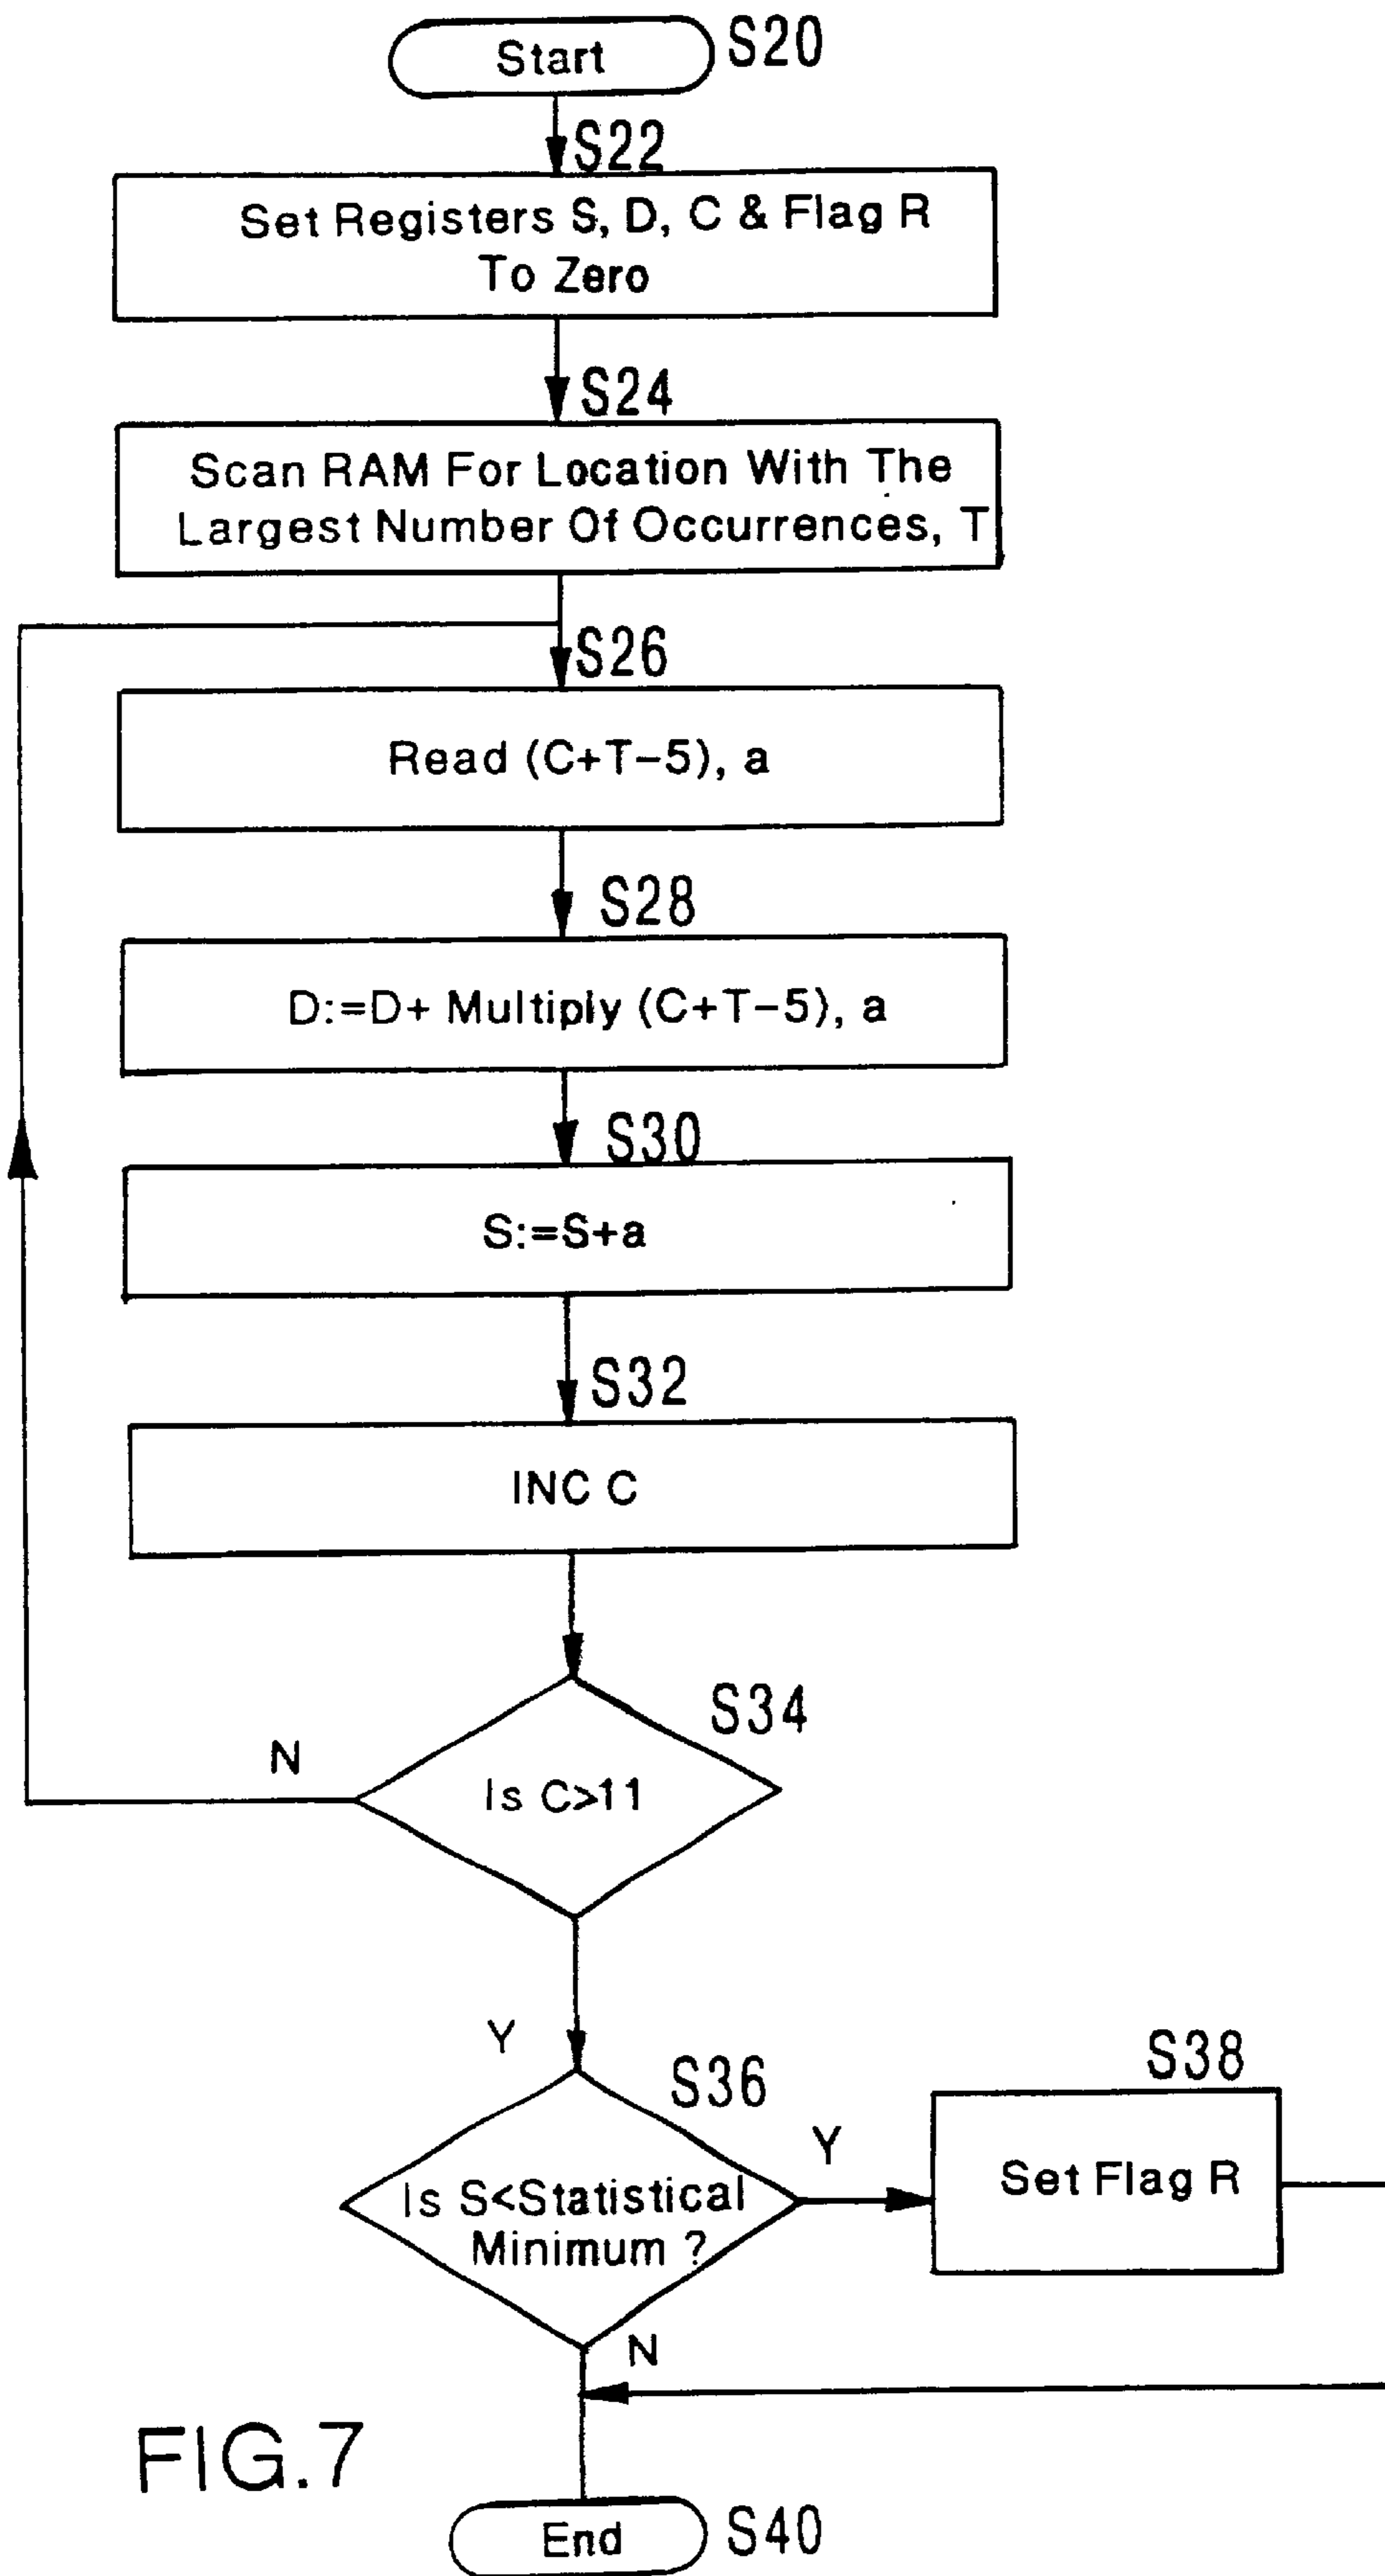 Start S20
S22
Set Registers S, D, C & Flag R
To Zero
S24
Scan RAM For Location With The
Largest Number Of Occurrences, T
S26
Read (C+T-5), a
S28
D:=D+ Multiply (C+T-5), a
S30
S:=S+a
S32
INC C
S34
N
Is C>11
Y
S36
S38
Y
Is S<Statistical
Minimum ?
Set Flag R
N
FIG.7
End S40